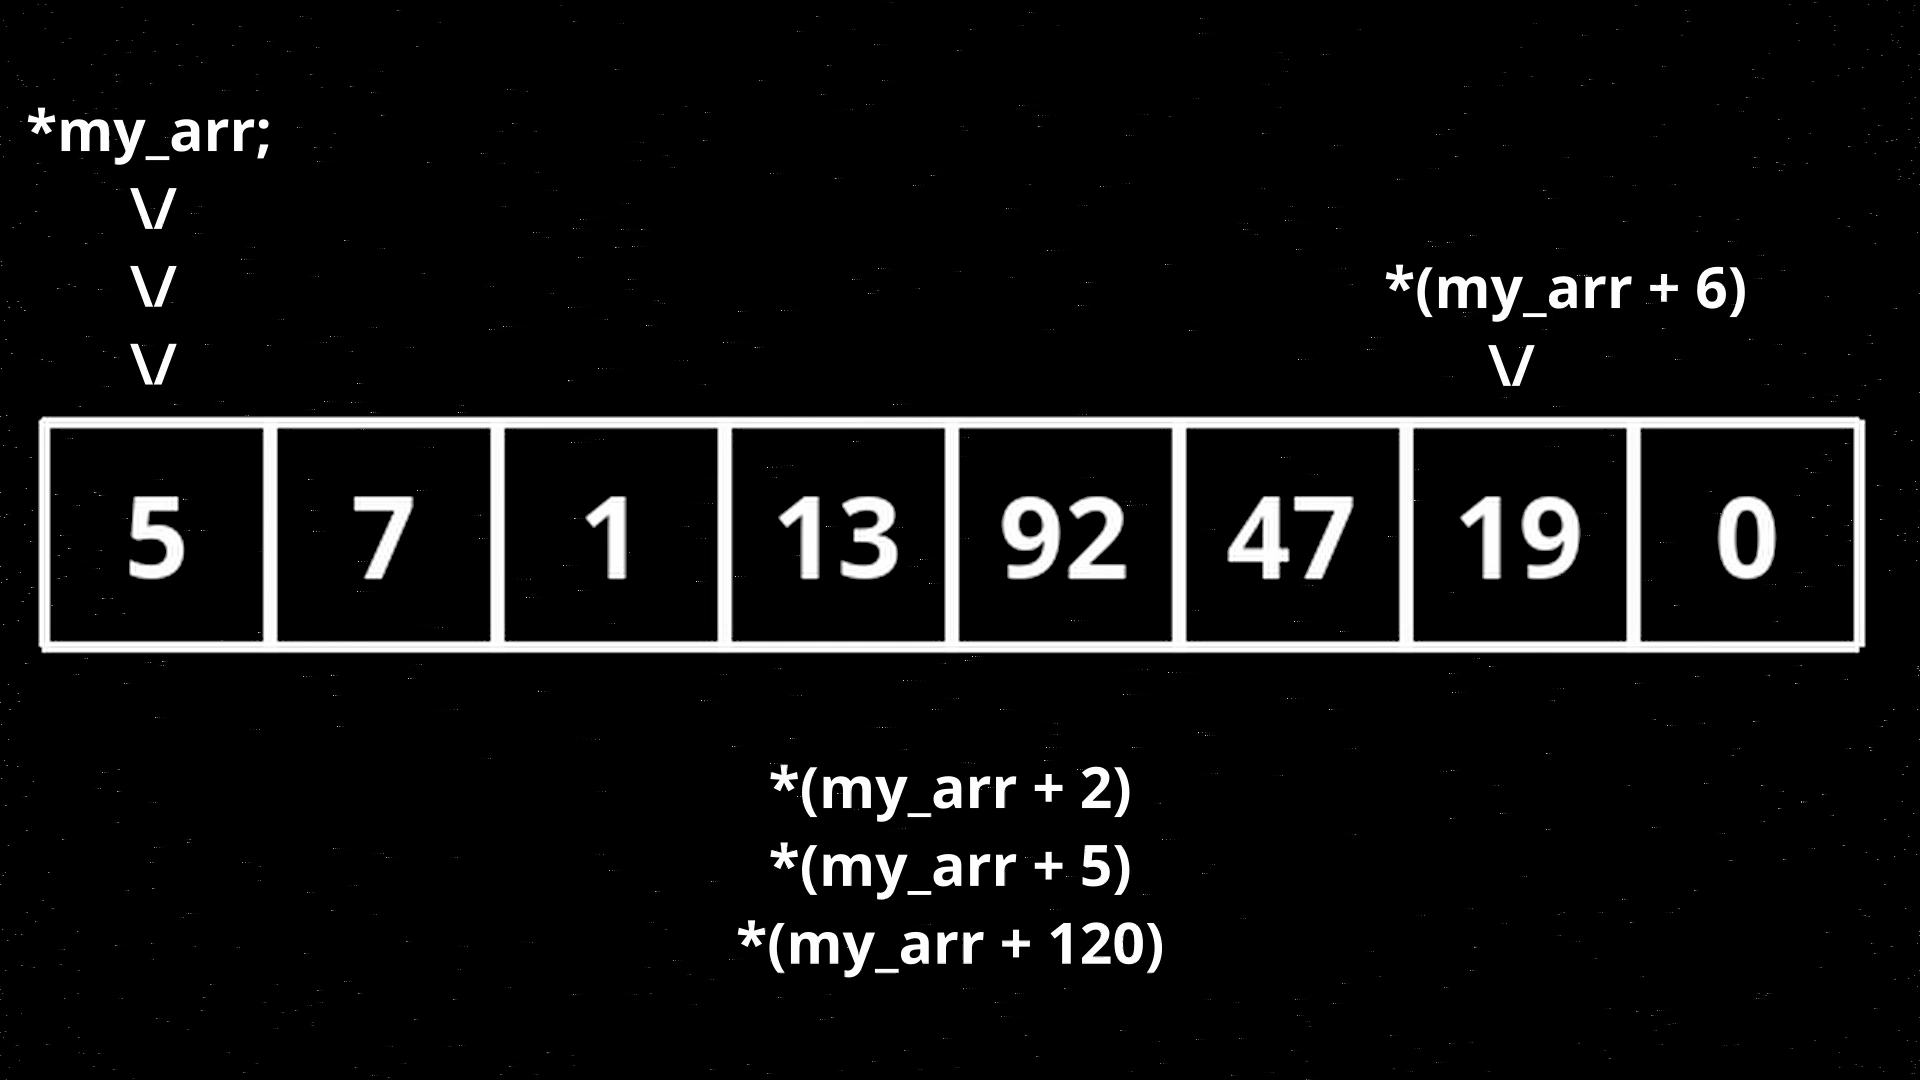 *my_arr;
\/
\/
\/
*(my_arr + 6)
\/
5 7 1 13 92 47 19 0
*(my_arr + 2)
*(my_arr + 5)
*(my_arr + 120)